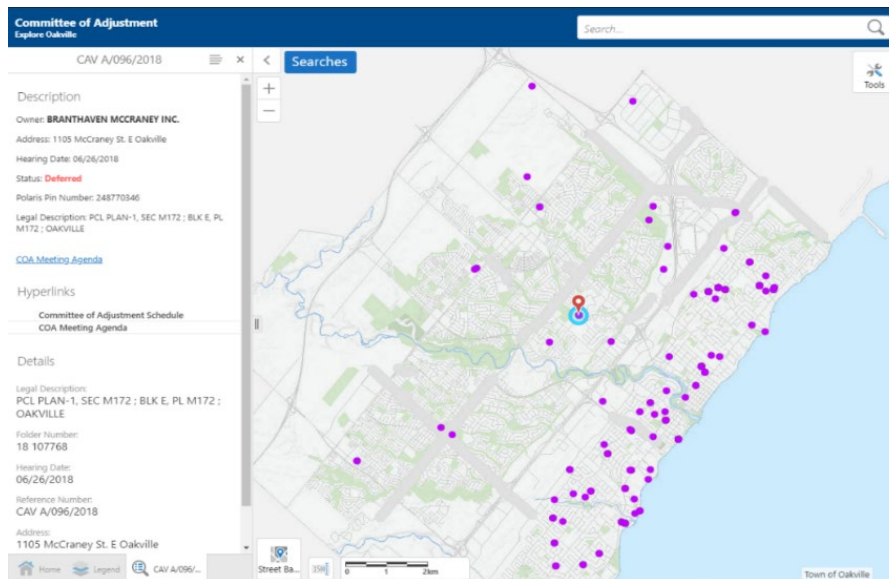 Committee of Adjustment
Explore Oakville
Search...
CAV A/096/2018
Searches
Tools
Description
Owner: BRANTHAVEN MCCRANEY INC.
Address: 1105 McCraney St. E Oakville
Hearing Date: 06/26/2018
Status: Deferred
Polaris Pin Number: 248770346
Legal Description: PCL PLAN-1, SEC M172 ; BLK E, PL
M172 ; OAKVILLE
COA Meeting Agenda
Hyperlinks
Committee of Adjustment Schedule
COA Meeting Agenda
Details
Legal Description:
PCL PLAN-1, SEC M172 ; BLK E, PL M172 ;
OAKVILLE
Folder Number:
18 107768
Hearing Date:
06/26/2018
Reference Number:
CAV A/096/2018
Address:
1105 McCraney St. E Oakville
Home
Legend
CAV A/096/...
Street Ba...
0 1 2km
Town of Oakville